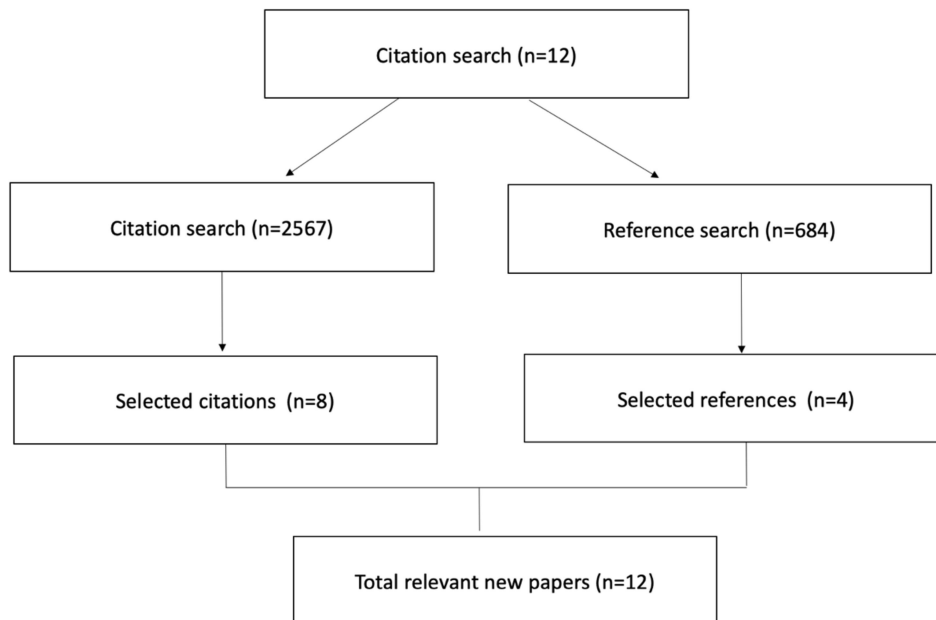 Citation search (n=12)
Citation search (n=2567)
Reference search (n=684)
Selected citations  (n=8)
Selected references  (n=4)
Total relevant new papers (n=12)